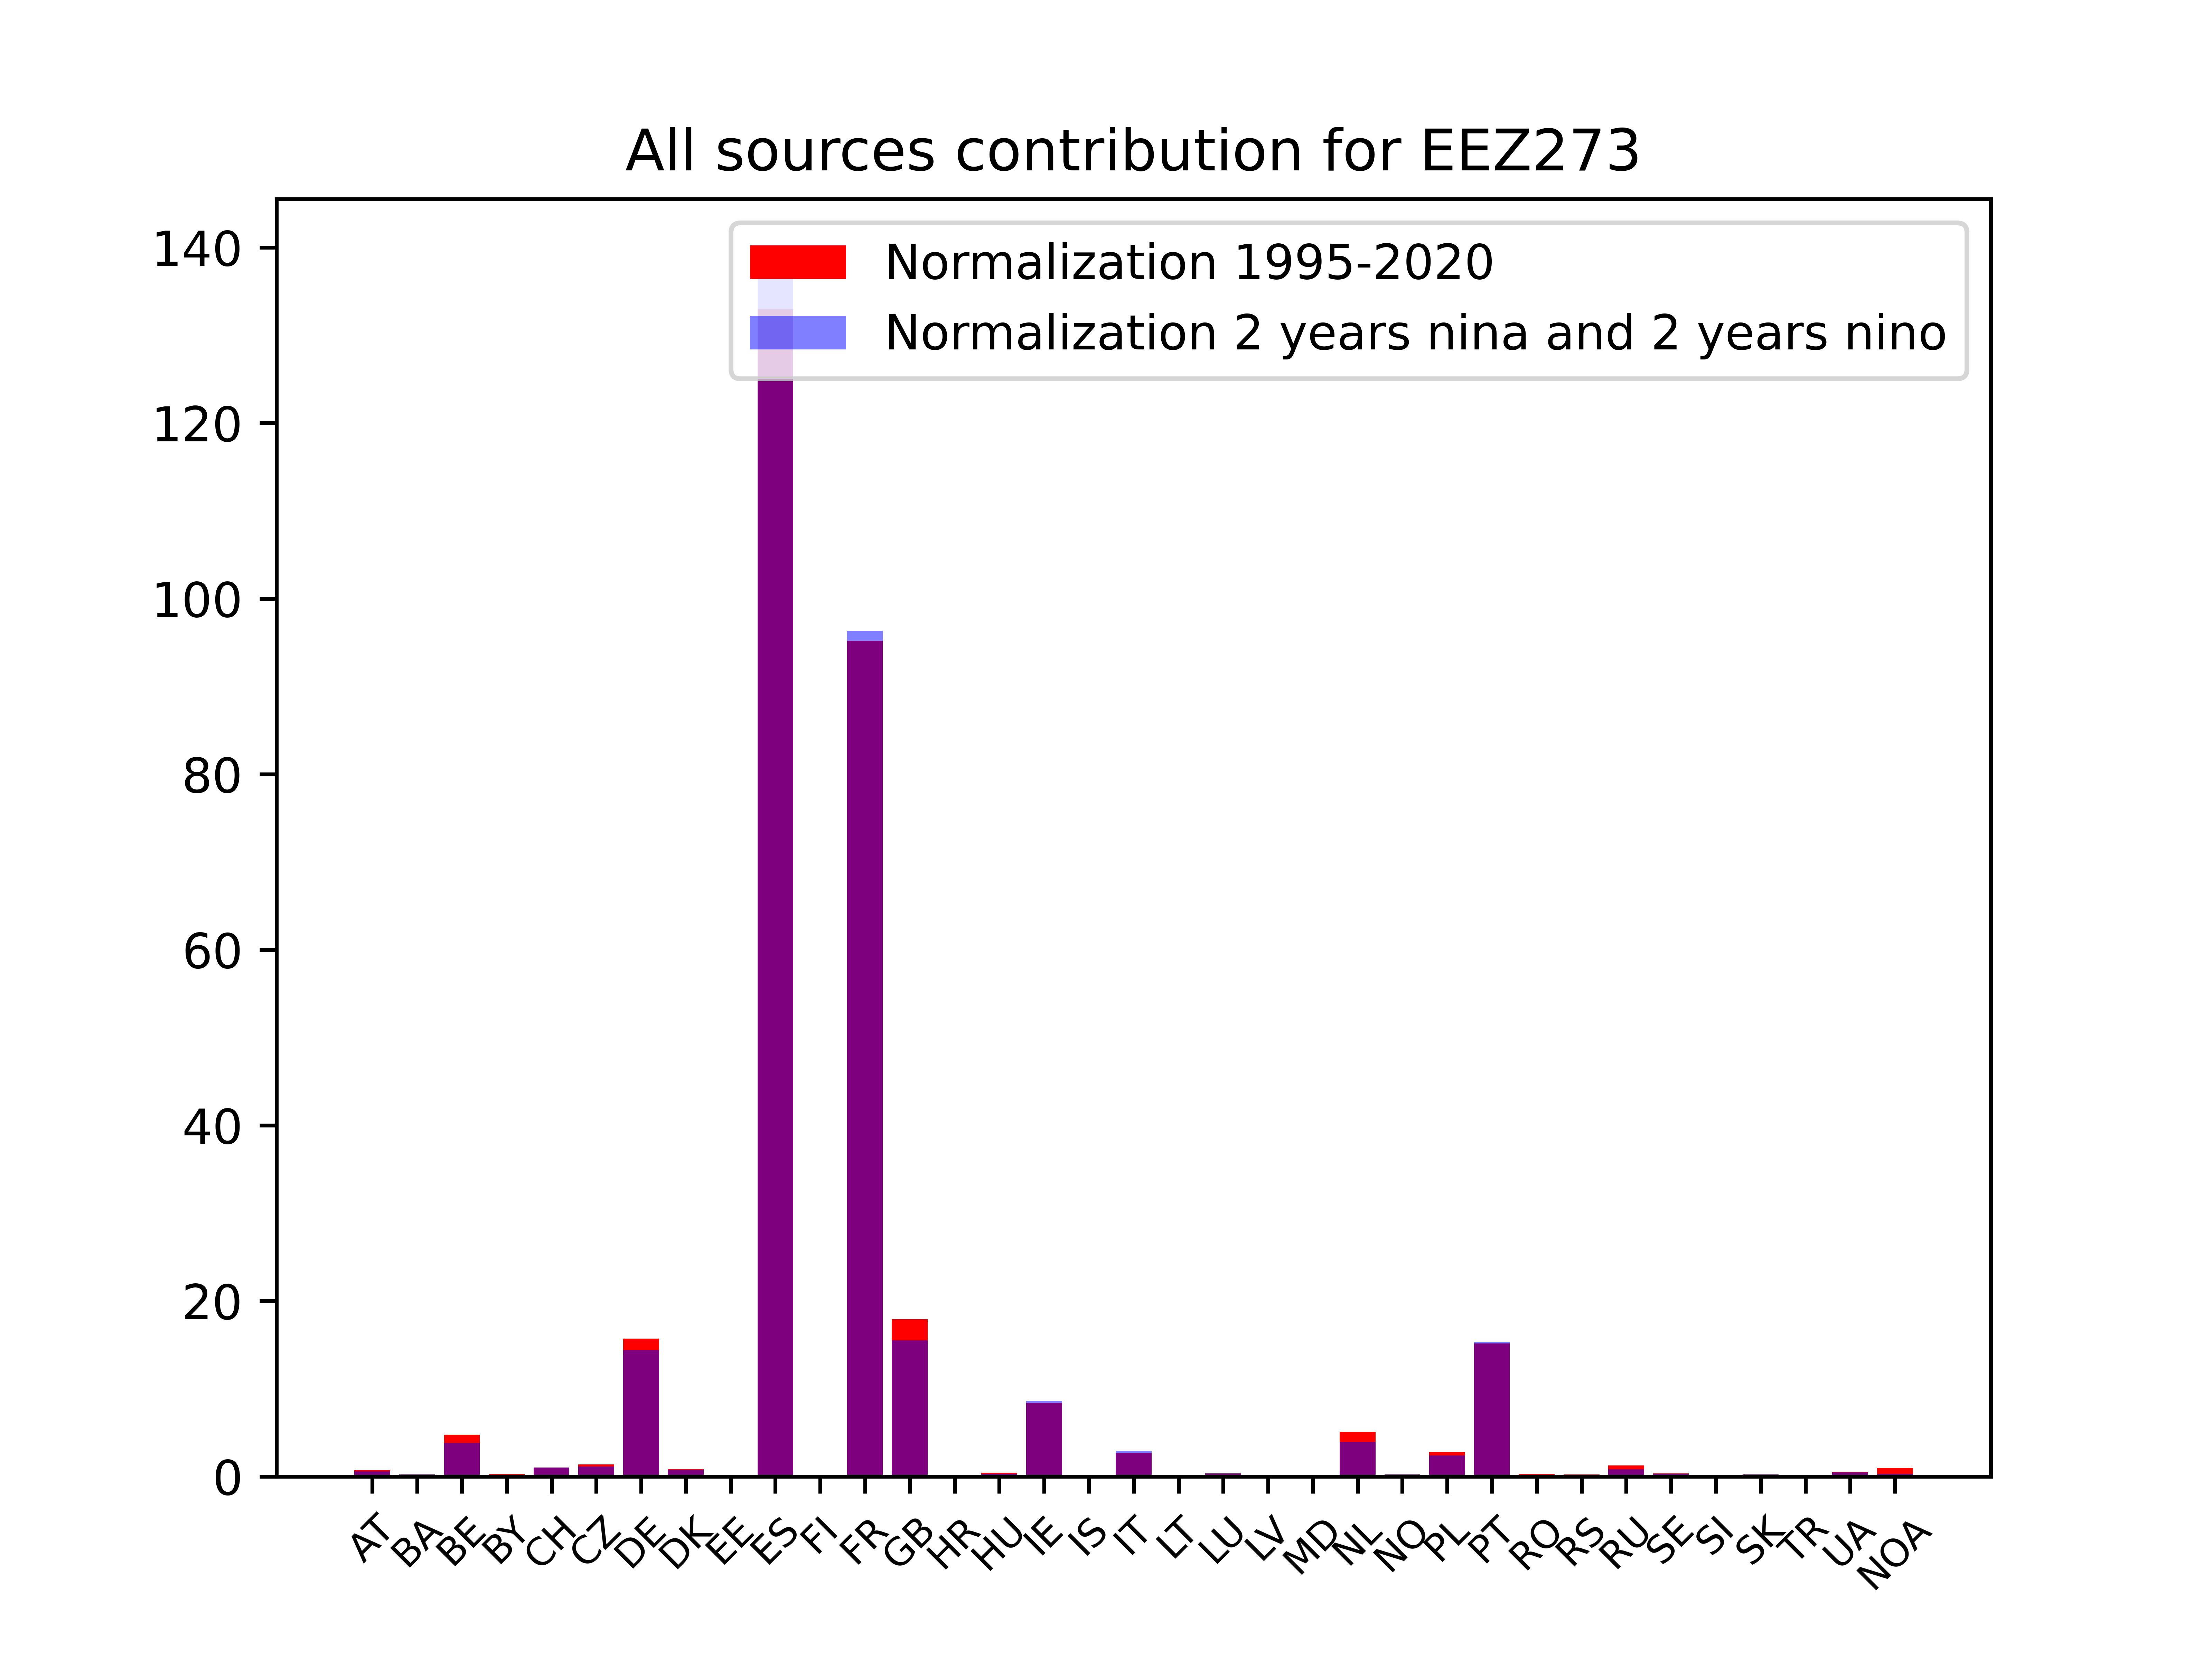 All sources contribution for EEZ273
Normalization 1995-2020
Normalization 2 years nina and 2 years nino
140
120
100
80
60
40
20
0
AT BA BE BY CH CZ DE DK EE ES FI FR GB HR HU IE IS IT LT LU LV MD NL NO PL PT RO RS RU SE SI SK TR UA NOA